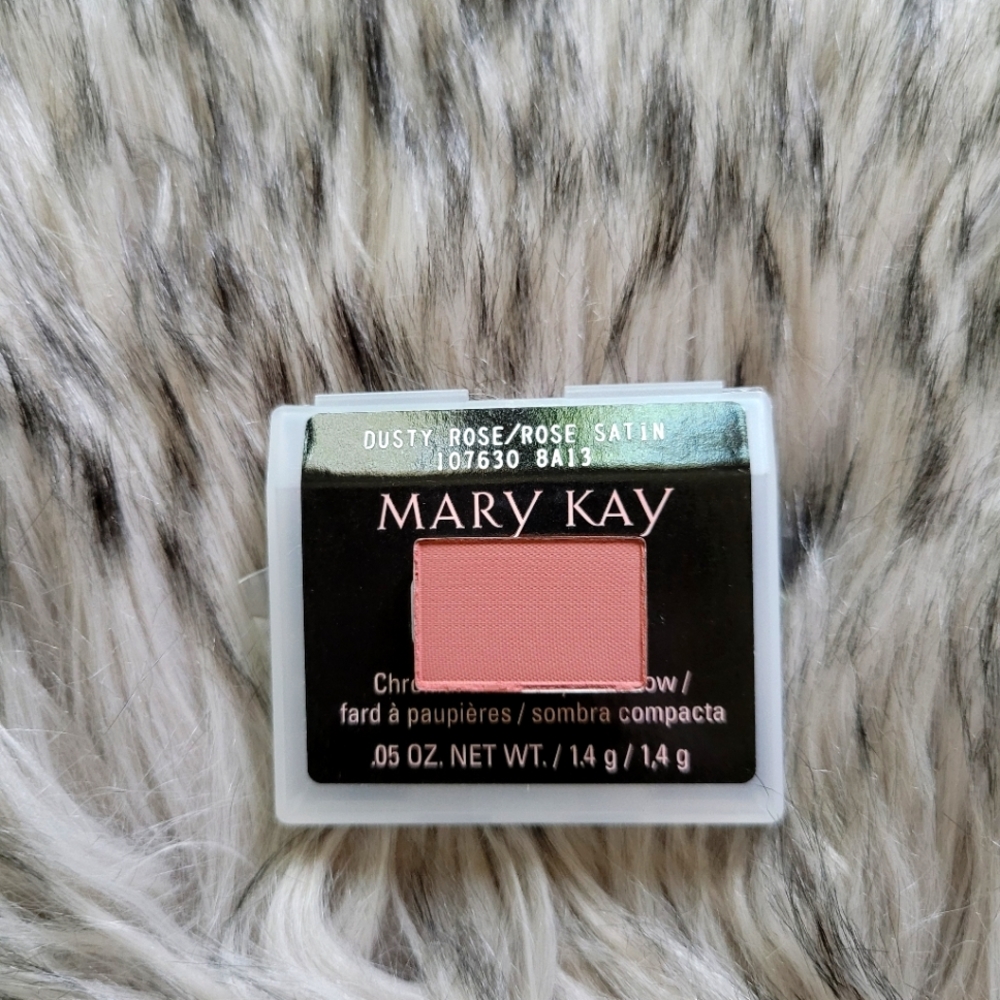 DUSTY ROSE/ROSE SATIN
107630 8A13
MARY KAY
fard à paupières / sombra compacta
.05 OZ. NET WT. / 1.4 g / 1,4 g